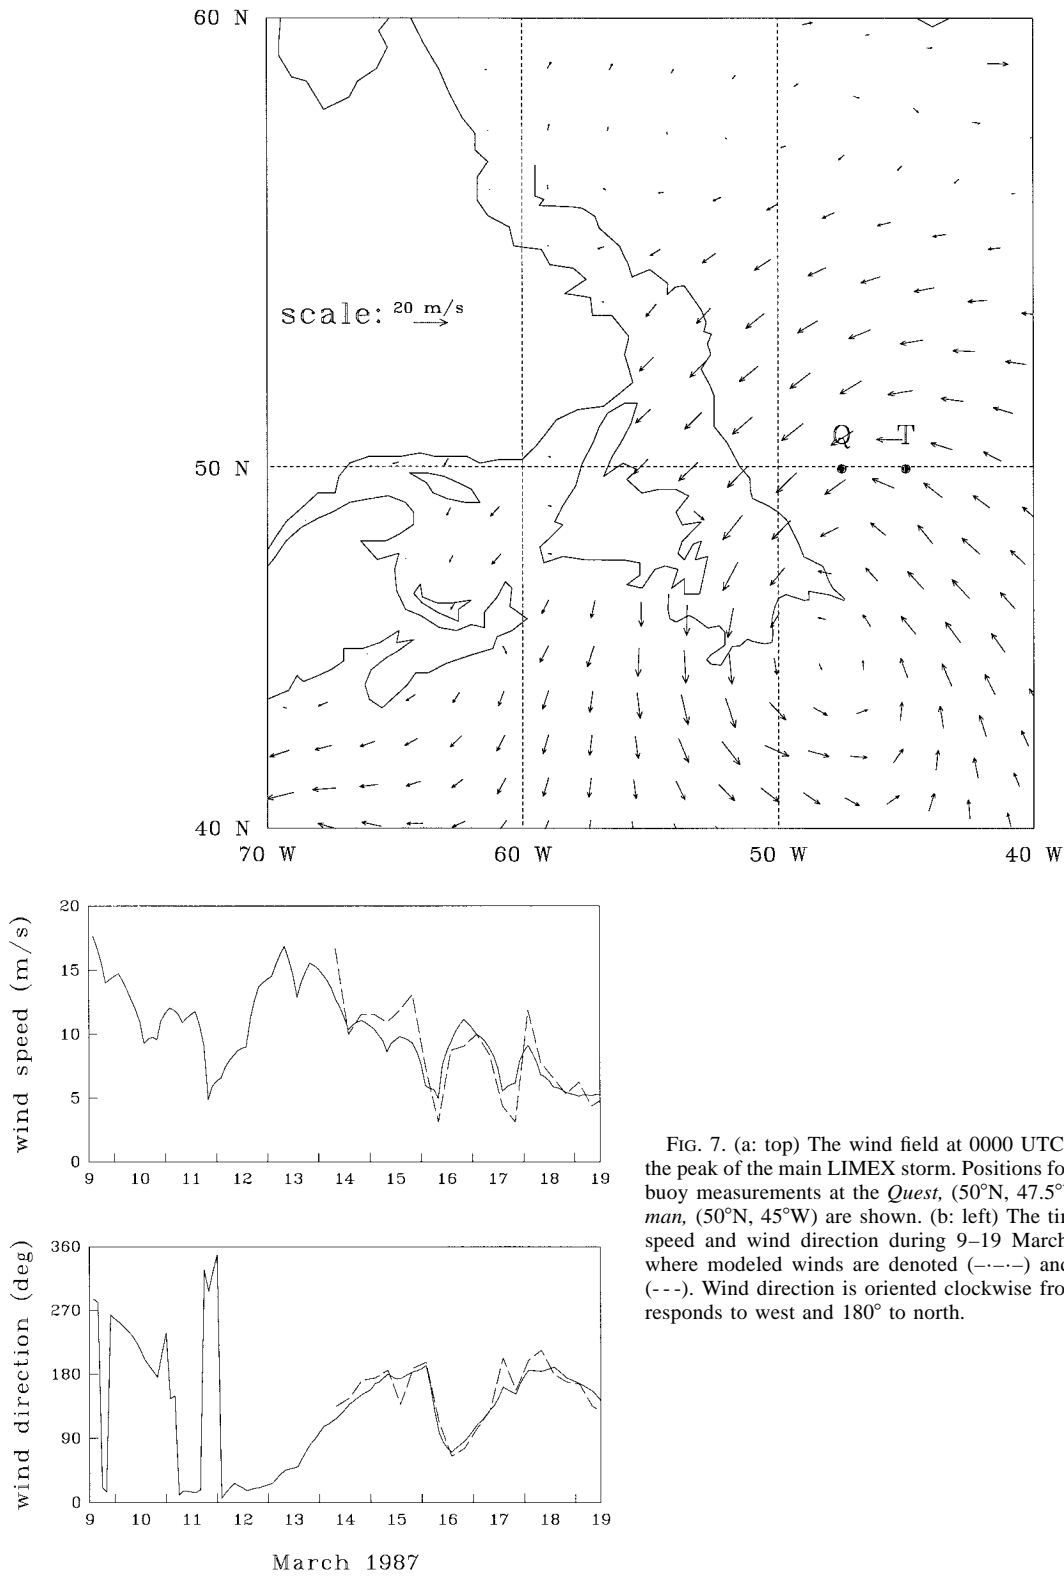 60 N
scale: 20 m/s
Q T
50 N
40 N
70 W 60 W 50 W 40 W
wind speed (m/s)
20
15
10
5
0
9 10 11 12 13 14 15 16 17 18 19
wind direction (deg)
360
270
180
90
0
9 10 11 12 13 14 15 16 17 18 19
March 1987
FIG. 7. (a: top) The wind field at 0000 UTC
the peak of the main LIMEX storm. Positions fo
buoy measurements at the Quest, (50°N, 47.5°
man, (50°N, 45°W) are shown. (b: left) The tin
speed and wind direction during 9–19 March
where modeled winds are denoted (–·–·–) and
(---). Wind direction is oriented clockwise fro
responds to west and 180° to north.